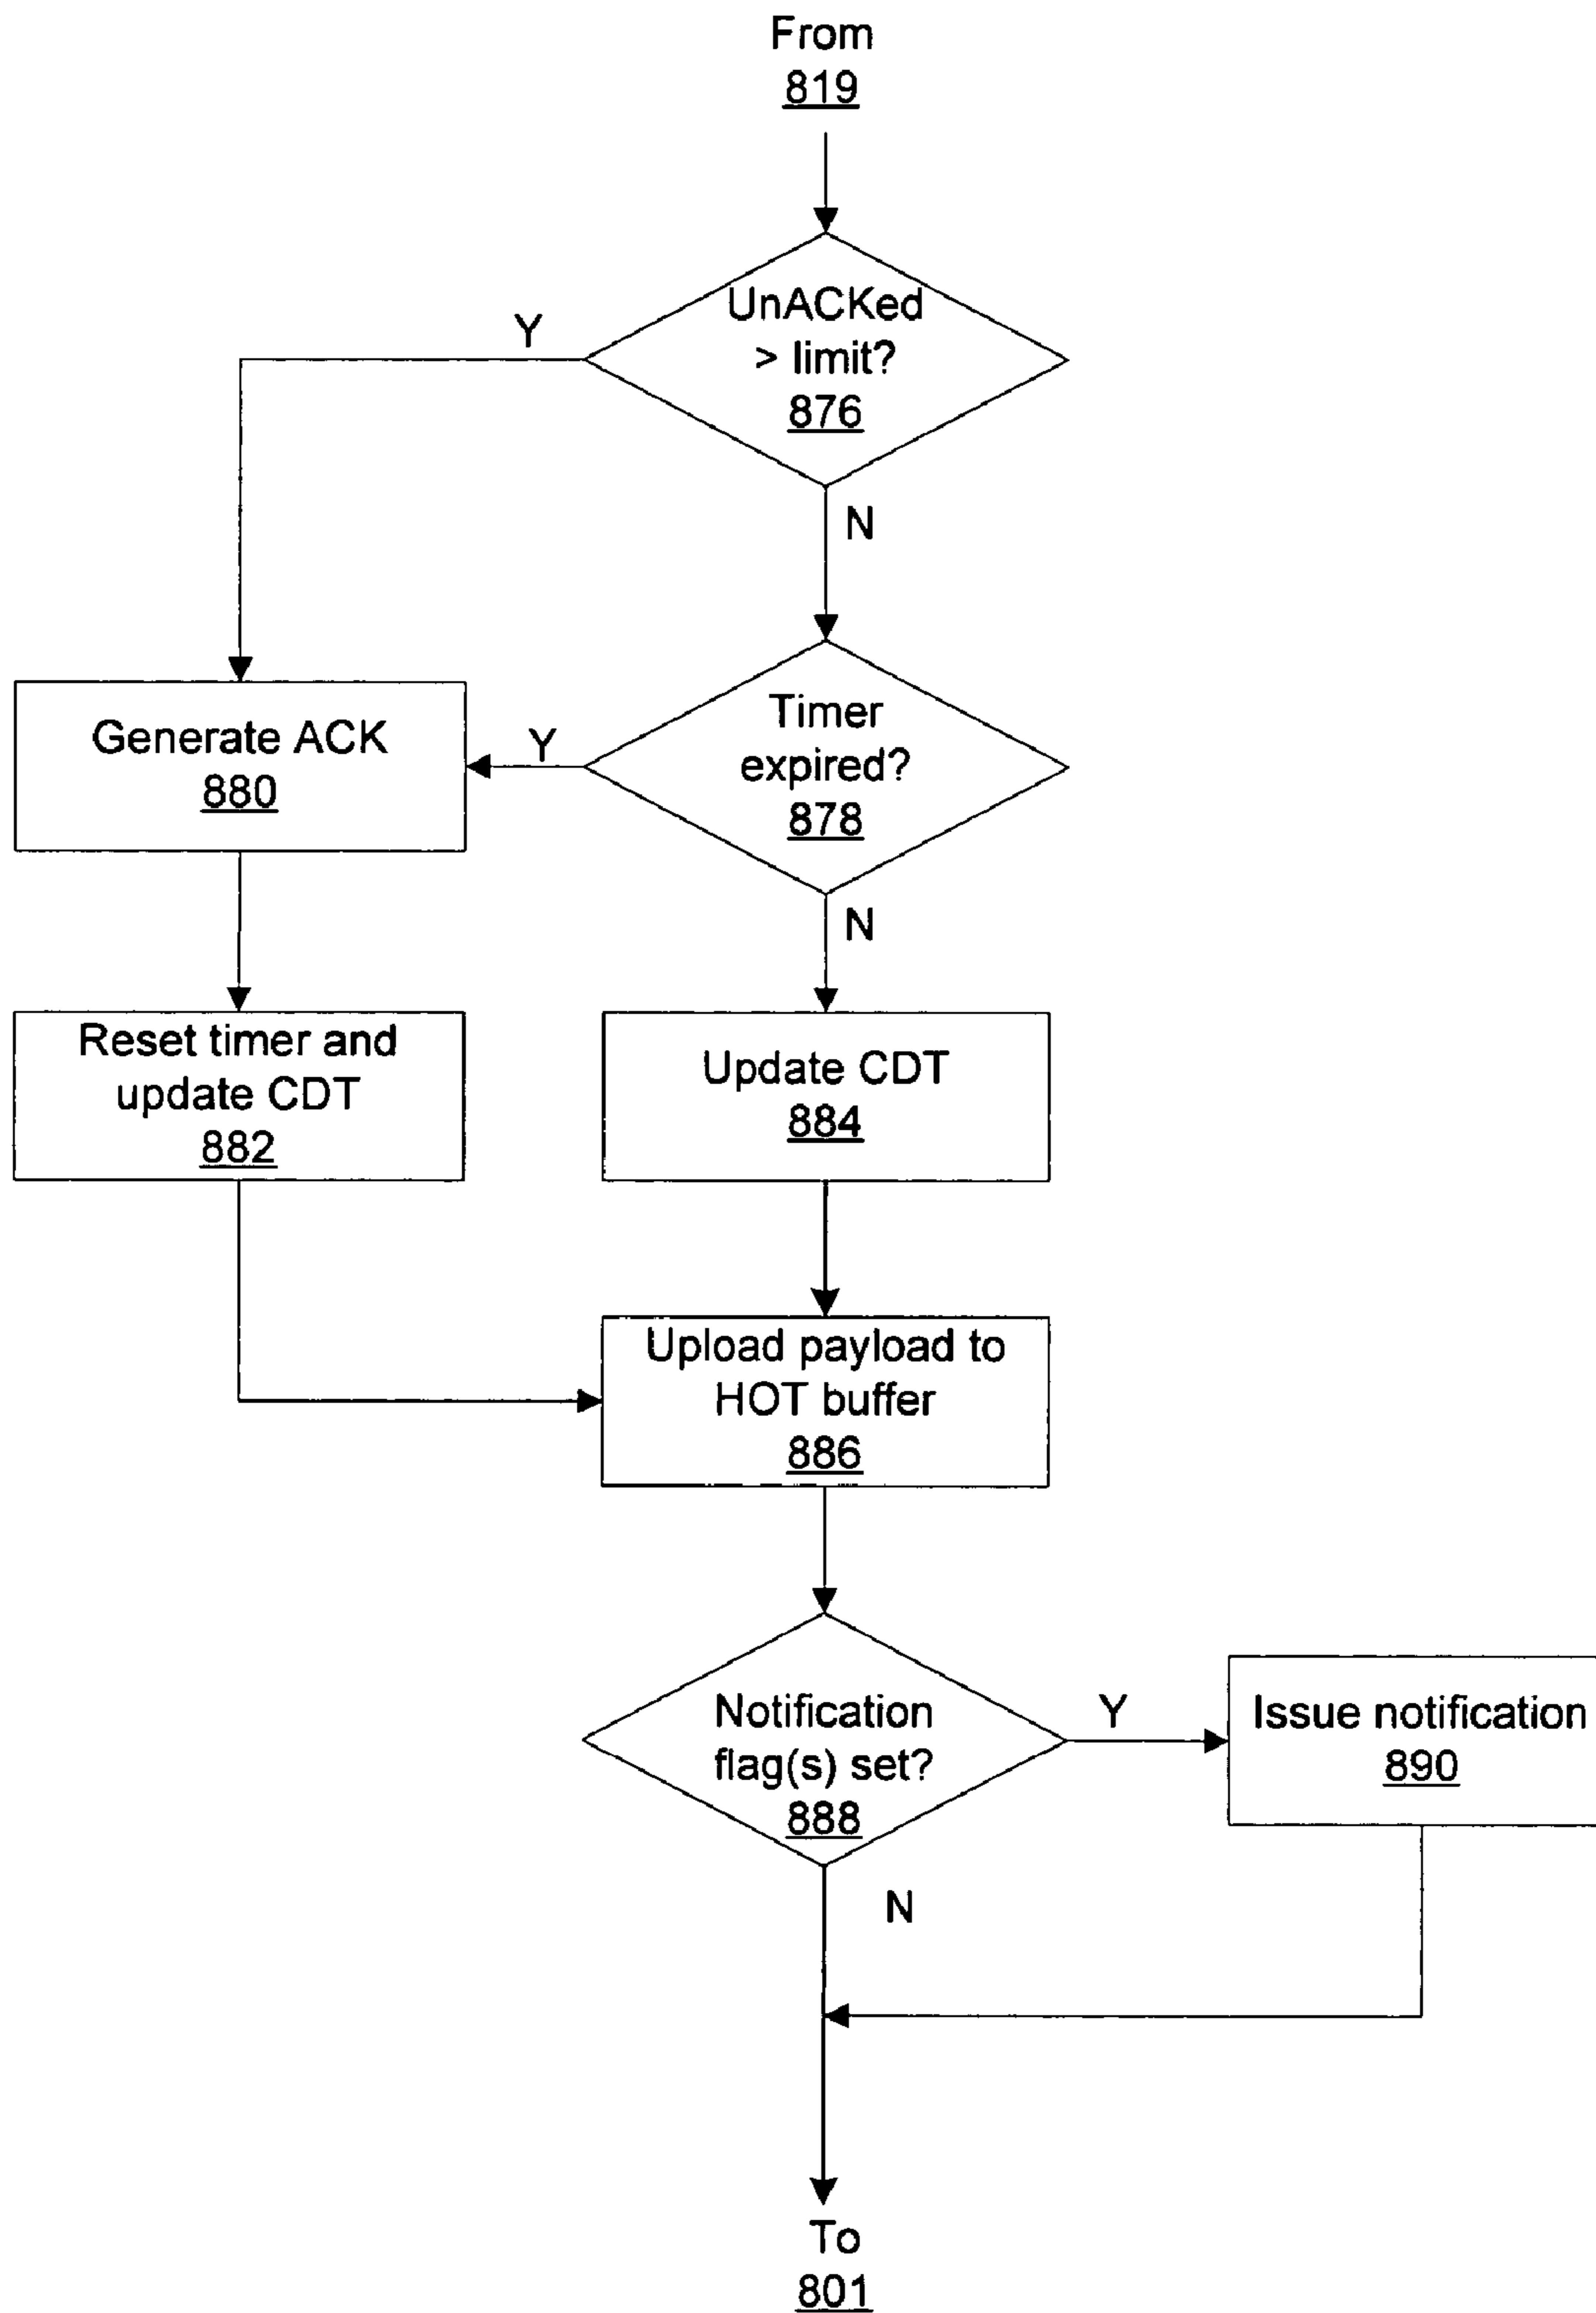 From
819
UnACKed
> limit?
876
Y
N
Timer
expired?
878
Y
Generate ACK
880
N
Reset timer and
update CDT
882
Update CDT
884
Upload payload to
HOT buffer
886
Notification
flag(s) set?
888
Y
Issue notification
890
N
To
801